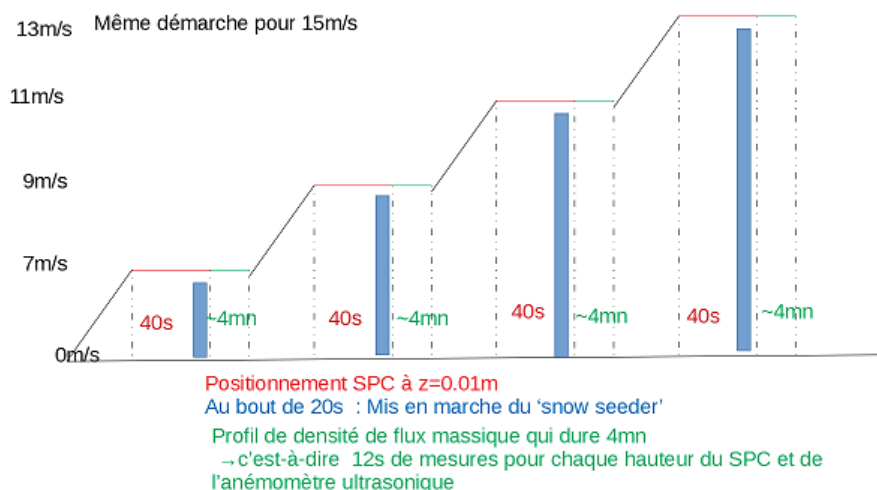 13m/s Même démarche pour 15m/s
11m/s
9m/s
7m/s
40s ~4mn 40s ~4mn 40s ~4mn 40s ~4mn
0m/s
Positionnement SPC à z=0.01m
Au bout de 20s : Mis en marche du ‘snow seeder’
Profil de densité de flux massique qui dure 4mn
→c’est-à-dire 12s de mesures pour chaque hauteur du SPC et de
l’anémomètre ultrasonique